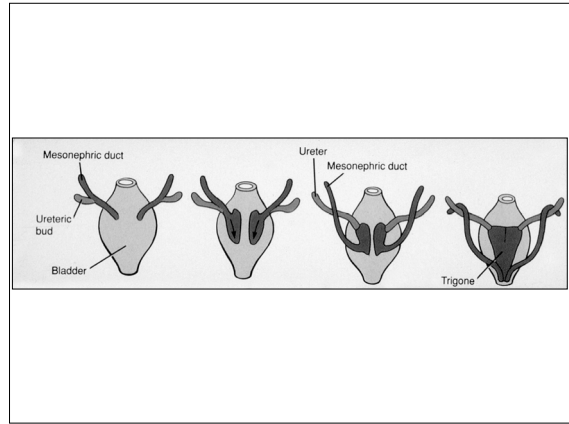 Mesonephric duct
Ureteric
bud
Bladder
Ureter
Mesonephric duct
Trigone